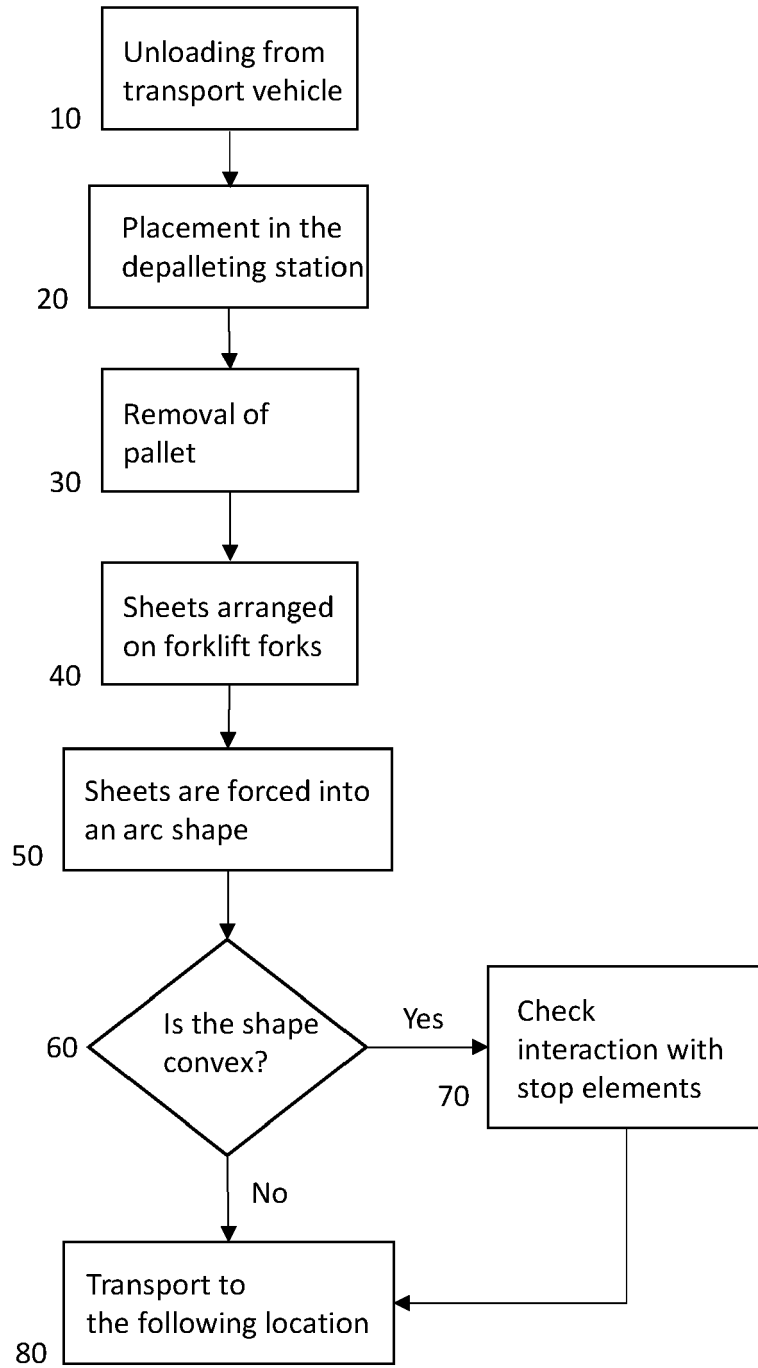 Unloading from
transport vehicle
10
Placement in the
depalleting station
20
Removal of
pallet
30
Sheets arranged
on forklift forks
40
Sheets are forced into
an arc shape
50
Is the shape
convex?
60
Yes
Check
interaction with
stop elements
70
No
Transport to
the following location
80